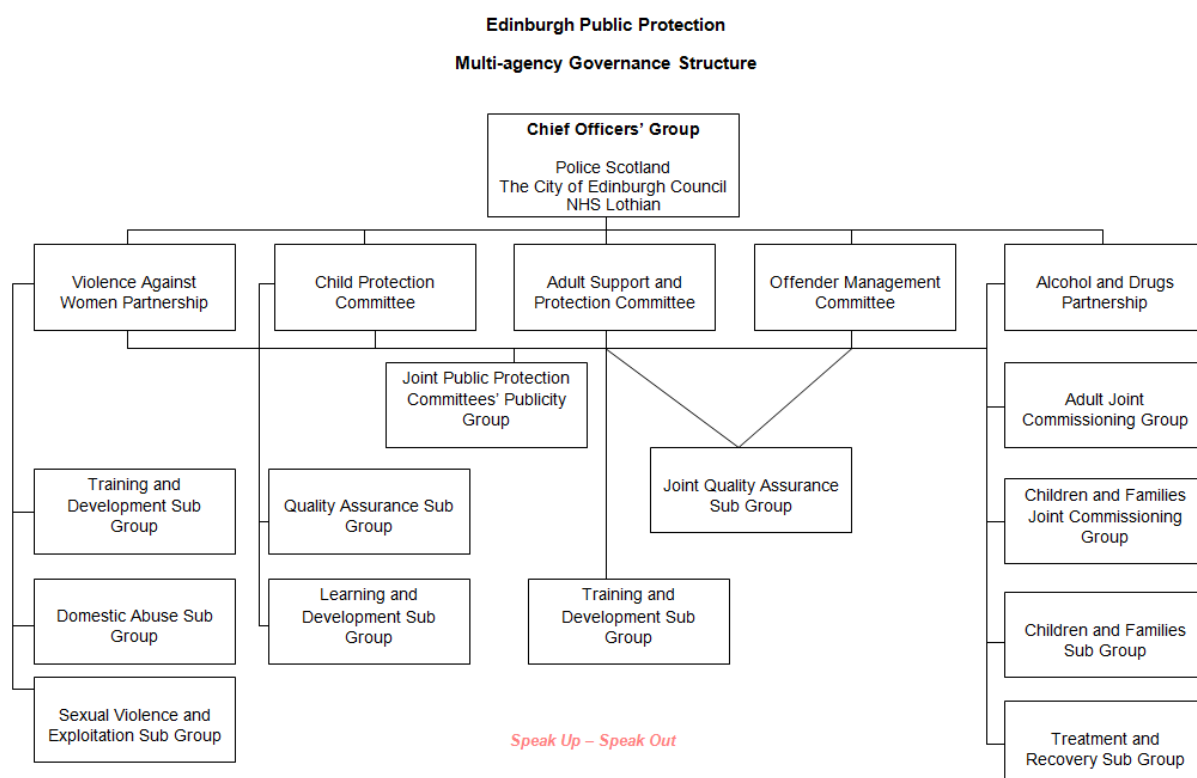 Edinburgh Public Protection
Multi-agency Governance Structure
Chief Officers’ Group
Police Scotland
The City of Edinburgh Council
NHS Lothian
Violence Against
Women Partnership
Child Protection
Committee
Adult Support and
Protection Committee
Offender Management
Committee
Alcohol and Drugs
Partnership
Joint Public Protection
Committees’ Publicity
Group
Adult Joint
Commissioning Group
Training and
Development Sub
Group
Quality Assurance Sub
Group
Joint Quality Assurance
Sub Group
Children and Families
Joint Commissioning
Group
Domestic Abuse Sub
Group
Learning and
Development Sub
Group
Training and
Development Sub
Group
Children and Families
Sub Group
Sexual Violence and
Exploitation Sub Group
Speak Up – Speak Out
Treatment and
Recovery Sub Group